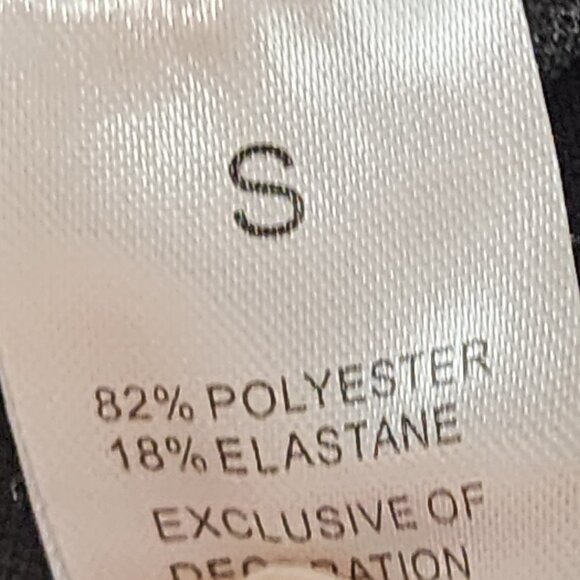 S
82% POLYESTER
18% ELASTANE
EXCLUSIVE OF